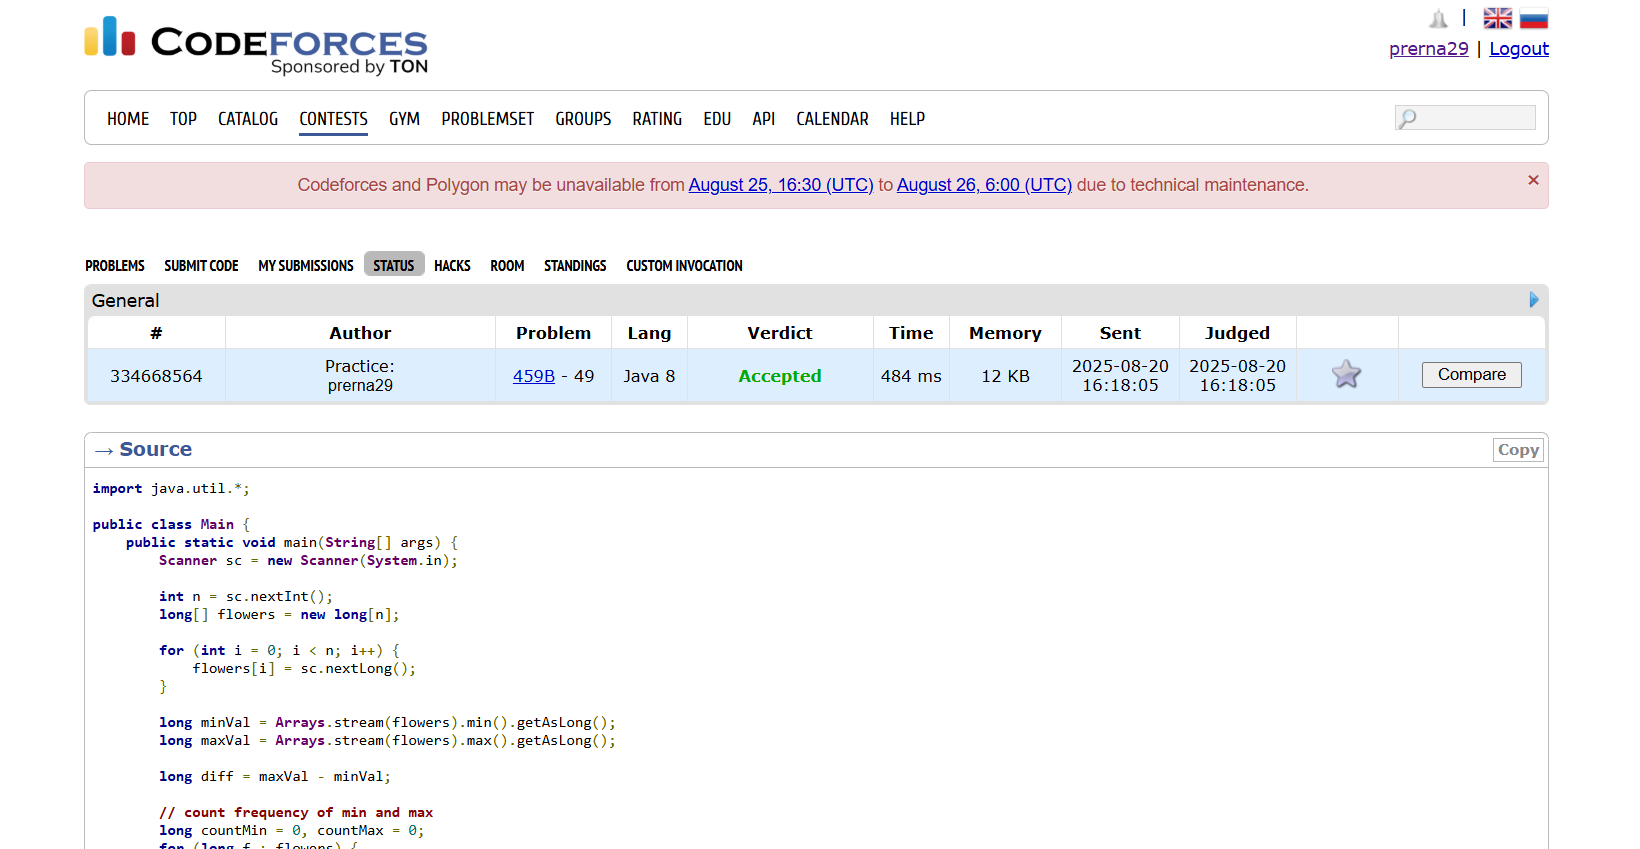 CODEFORCES
Sponsored by TON
|
prerna29 | Logout
HOME TOP CATALOG CONTESTS GYM PROBLEMSET GROUPS RATING EDU API CALENDAR HELP
Codeforces and Polygon may be unavailable from August 25, 16:30 (UTC) to August 26, 6:00 (UTC) due to technical maintenance. ×
PROBLEMS SUBMIT CODE MY SUBMISSIONS STATUS HACKS ROOM STANDINGS CUSTOM INVOCATION
General
# Author Problem Lang Verdict Time Memory Sent Judged
334668564 Practice: prerna29 459B - 49 Java 8 Accepted 484 ms 12 KB 2025-08-20 16:18:05 2025-08-20 16:18:05 Compare
→ Source Copy
import java.util.*;
public class Main {
public static void main(String[] args) {
Scanner sc = new Scanner(System.in);
int n = sc.nextInt();
long[] flowers = new long[n];
for (int i = 0; i < n; i++) {
flowers[i] = sc.nextLong();
}
long minVal = Arrays.stream(flowers).min().getAsLong();
long maxVal = Arrays.stream(flowers).max().getAsLong();
long diff = maxVal - minVal;
// count frequency of min and max
long countMin = 0, countMax = 0;
for (long f : flowers) {